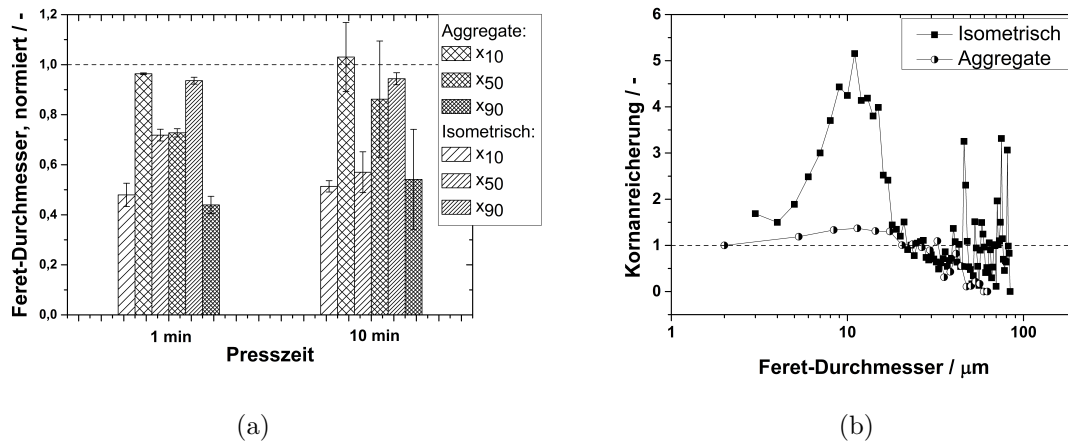 Feret-Durchmesser, normiert / -
1,2
1,0
0,8
0,6
0,4
0,2
0,0
1 min
10 min
Presszeit
Aggregate:
x10
x50
x90
Isometrisch:
x10
x50
x90
(a)
Kornanreicherung / -
6
5
4
3
2
1
0
1
10
100
Feret-Durchmesser / μm
Isometrisch
Aggregate
(b)